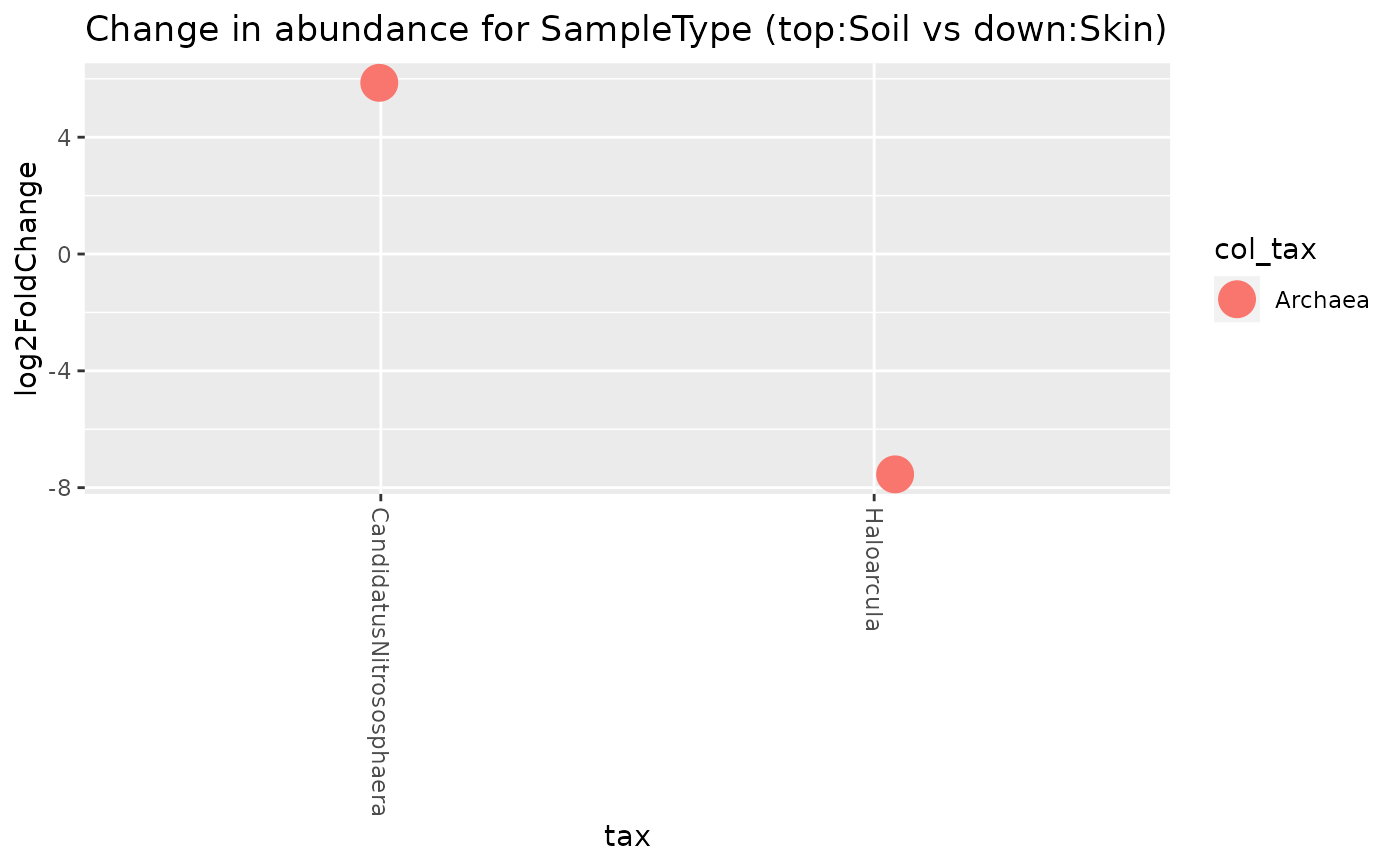 Change in abundance for SampleType (top:Soil vs down:Skin)
log2FoldChange
4
0
-4
-8
CandidatusNitrososphaera
Haloarcula
tax
col_tax
Archaea